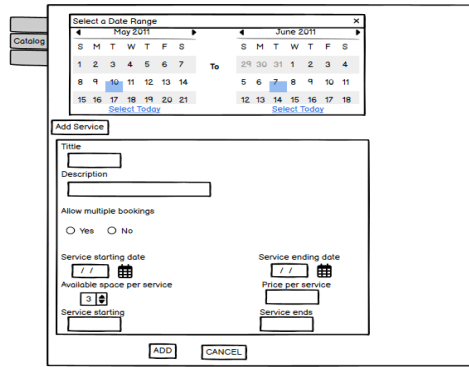 Select a Date Range ×
May 2011 June 2011
Catalog
S M T W T F S S M T W T F S
1 2 3 4 5 6 7 To 29 30 31 1 2 3 4
8 9 10 11 12 13 14 5 6 7 8 9 10 11
15 16 17 18 19 20 21 12 13 14 15 16 17 18
Select Today Select Today
Add Service
Tittle
Description
Allow multiple bookings
Yes No
Service starting date Service ending date
/ / / /
Available space per service Price per service
3
Service starting Service ends
ADD CANCEL